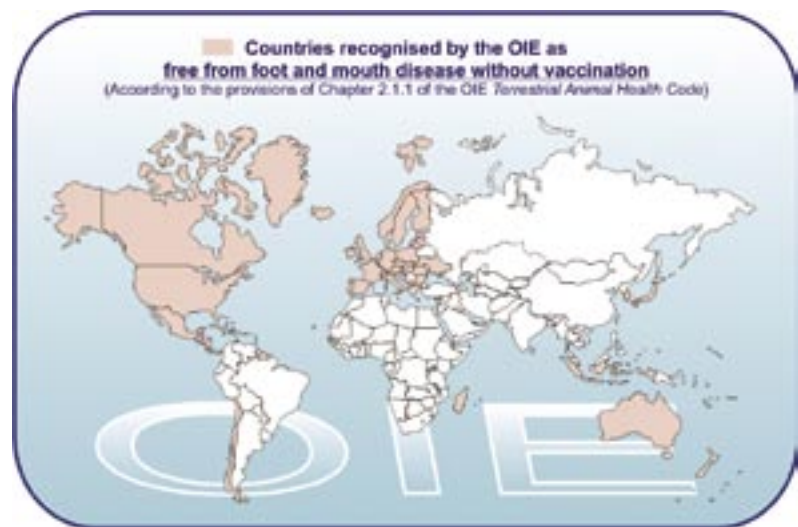 Countries recognised by the OIE as
free from foot and mouth disease without vaccination
(According to the provisions of Chapter 2.1.1 of the OIE Terrestrial Animal Health Code)
OIE